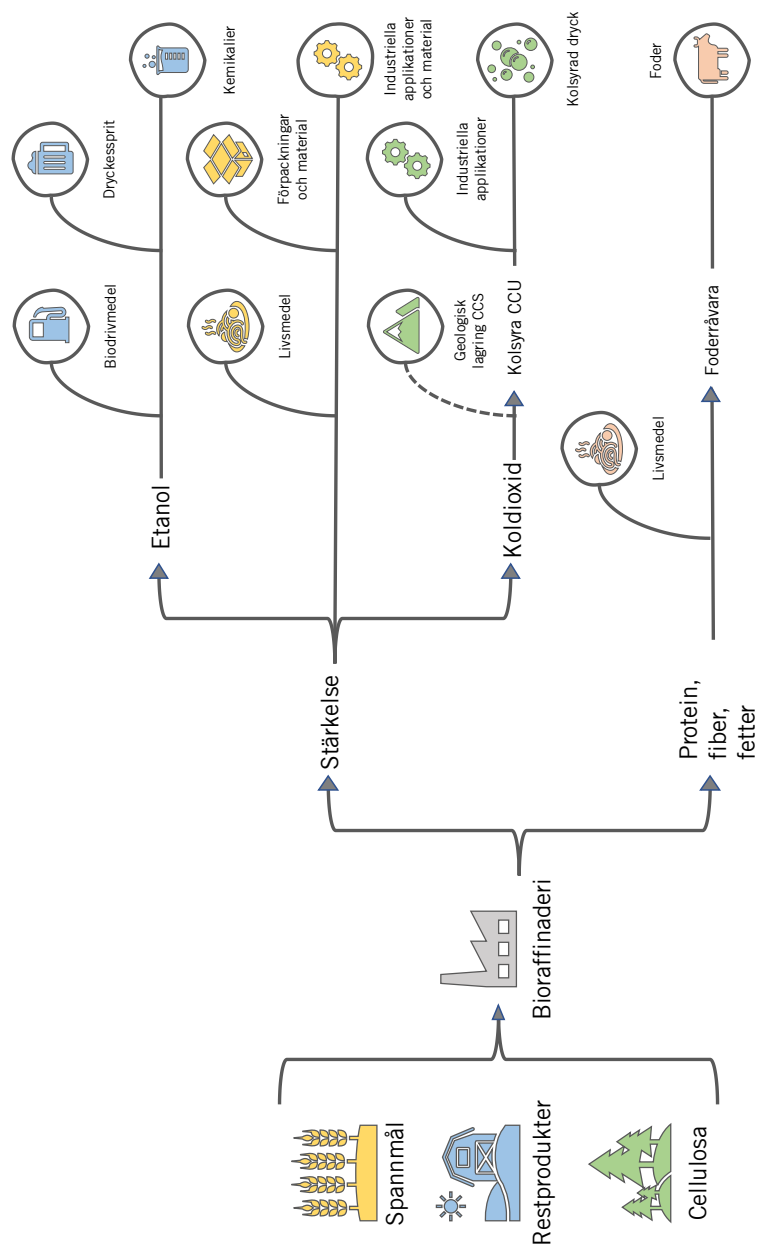 Spannmål
Restprodukter
Cellulosa
Bioraffinaderi
Stärkelse
Protein,
fiber,
fetter
Etanol
Biodrivmedel
Dryckessprit
Kemikalier
Livsmedel
Förpackningar
och material
Industriella
applikationer
och material
Koldioxid
Geologisk
lagring CCS
Kolsyra CCU
Industriella
applikationer
Kolsyrad dryck
Livsmedel
Foderråvara
Foder